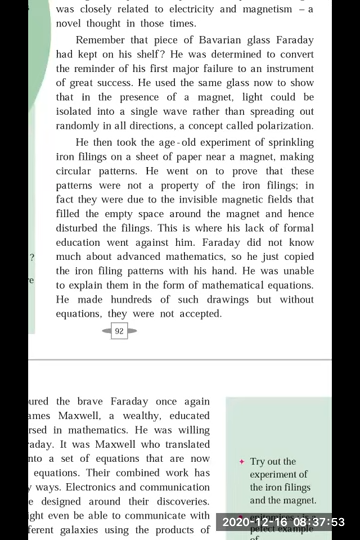 was closely related to electricity and magnetism – a
novel thought in those times.
Remember that piece of Bavarian glass Faraday
had kept on his shelf? He was determined to convert
the reminder of his first major failure to an instrument
of great success. He used the same glass now to show
that in the presence of a magnet, light could be
isolated into a single wave rather than spreading out
randomly in all directions, a concept called polarization.
He then took the age-old experiment of sprinkling
iron filings on a sheet of paper near a magnet, making
circular patterns. He went on to prove that these
patterns were not a property of the iron filings; in
fact they were due to the invisible magnetic fields that
filled the empty space around the magnet and hence
disturbed the filings. This is where his lack of formal
education went against him. Faraday did not know
much about advanced mathematics, so he just copied
the iron filing patterns with his hand. He was unable
to explain them in the form of mathematical equations.
He made hundreds of such drawings but without
equations, they were not accepted.
?
re
92
oured the brave Faraday once again
ames Maxwell, a wealthy, educated
rsed in mathematics. He was willing
raday. It was Maxwell who translated
nto a set of equations that are now
equations. Their combined work has
y ways. Electronics and communication
e designed around their discoveries.
ight even be able to communicate with
fferent galaxies using the products of
Try out the
experiment of
the iron filings
and the magnet.
perfect example
of
2020-12-16 08:37:53